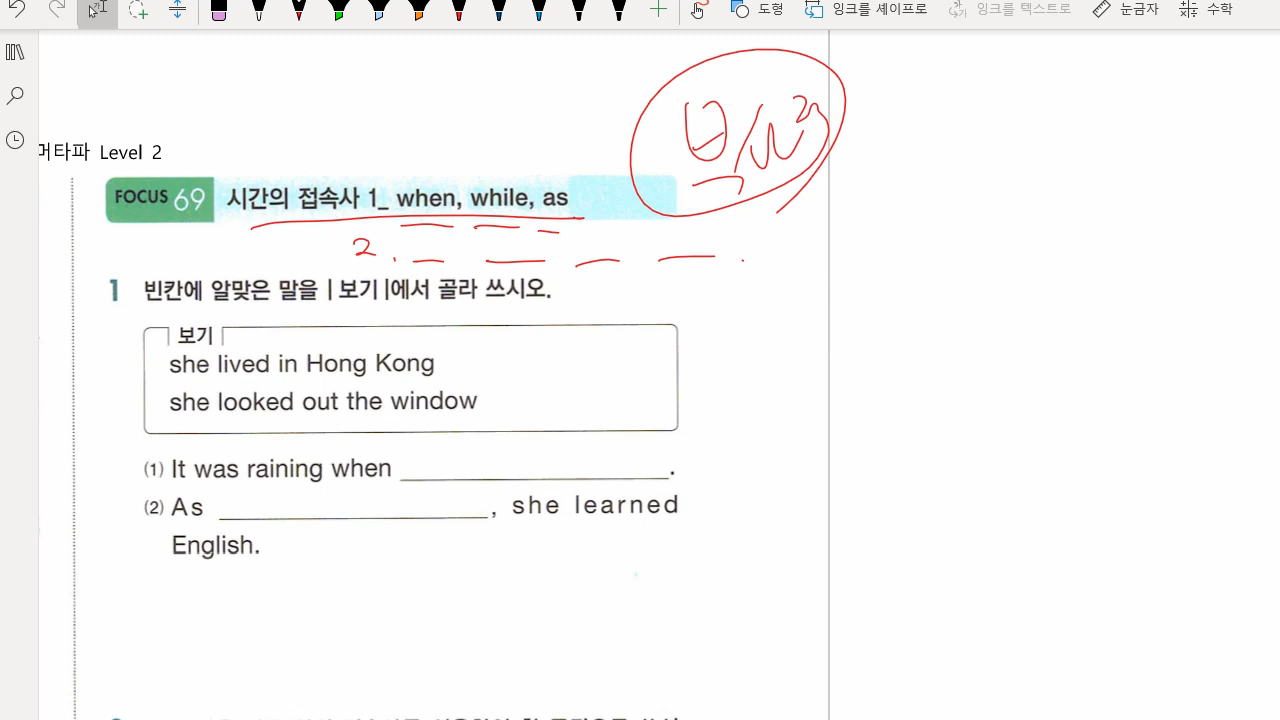 도형 잉크를 셰이프로 잉크를 텍스트로 눈금자 수학
머타파 Level 2
FOCUS 69 시간의 접속사 1_ when, while, as
2.
1 빈칸에 알맞은 말을 | 보기 |에서 골라 쓰시오.
보기
she lived in Hong Kong
she looked out the window
(1) It was raining when ____________________.
(2) As ____________________, she learned
English.